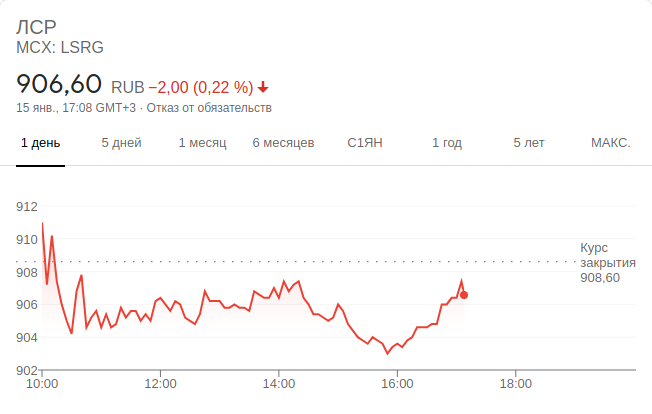 ЛСР
MCX: LSRG
906,60 RUB −2,00 (0,22 %)
15 янв., 17:08 GMT+3 · Отказ от обязательств
1 день 5 дней 1 месяц 6 месяцев С1ЯН 1 год 5 лет МАКС.
912
910
Курс
закрытия
908,60
908
906
904
902
10:00 12:00 14:00 16:00 18:00